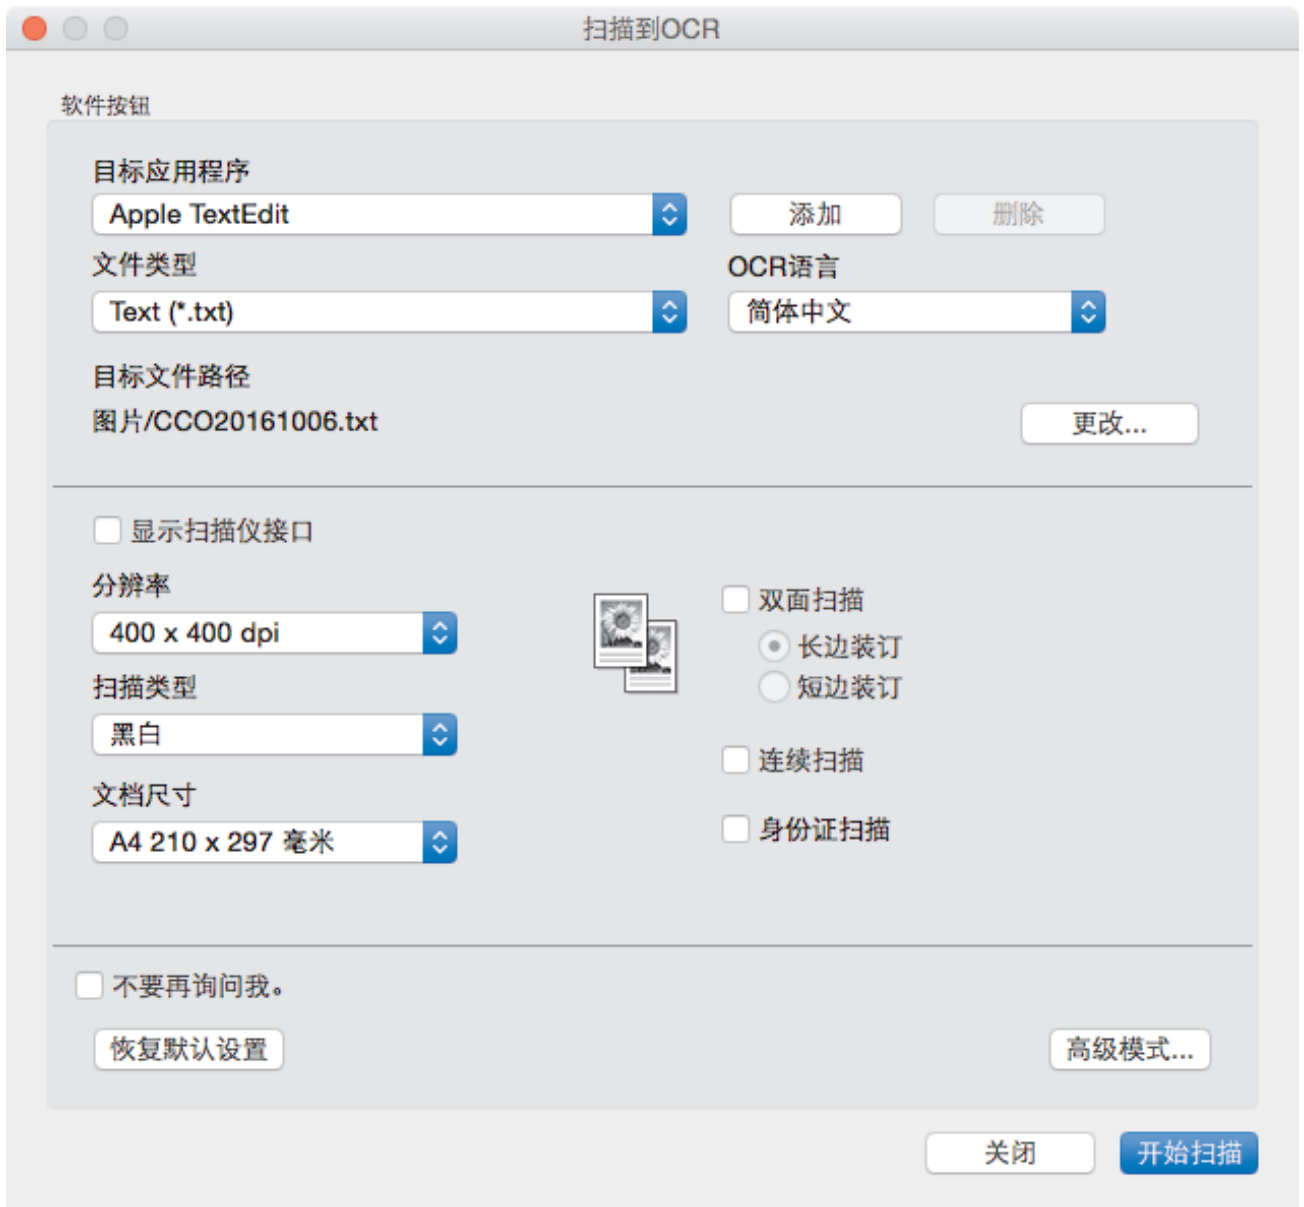 扫描到OCR
软件按钮
目标应用程序
Apple TextEdit
添加
删除
文件类型
OCR语言
Text (*.txt)
简体中文
目标文件路径
图片/CCO20161006.txt
更改...
显示扫描仪接口
分辨率
双面扫描
400 x 400 dpi
长边装订
扫描类型
短边装订
黑白
连续扫描
文档尺寸
身份证扫描
A4 210 x 297 毫米
不要再询问我。
恢复默认设置
高级模式...
关闭
开始扫描